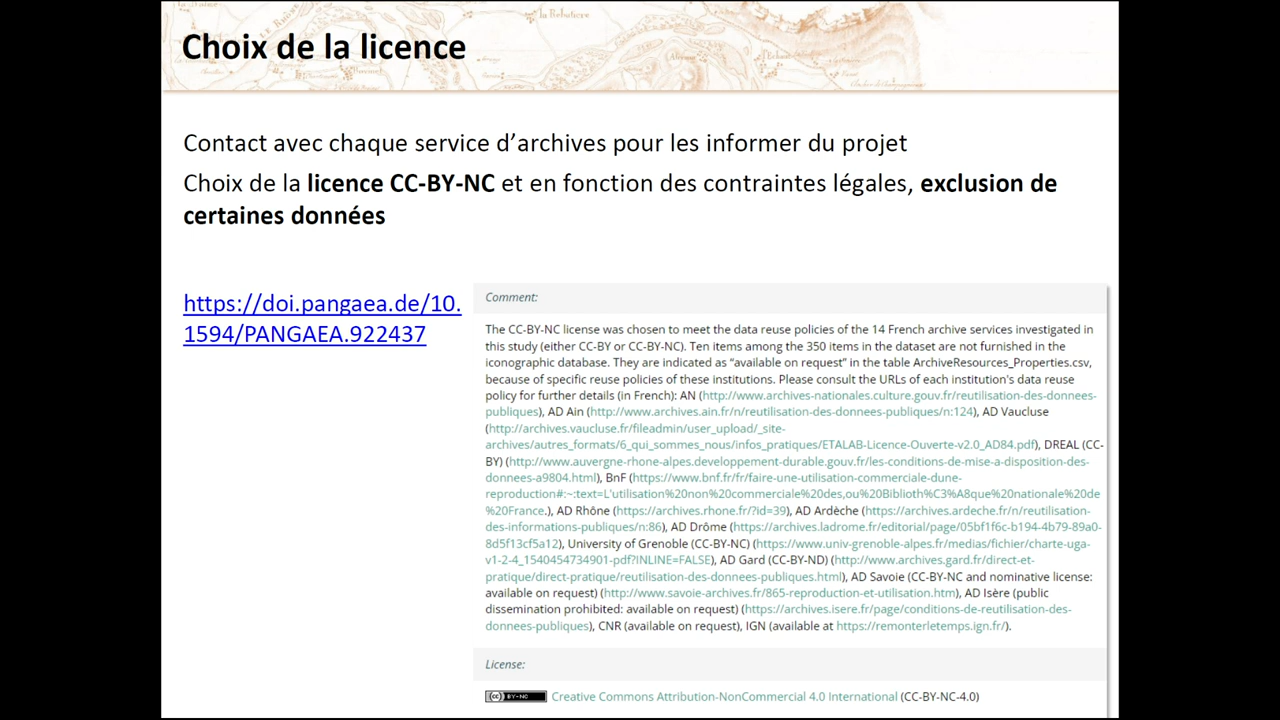 Choix de la licence
Contact avec chaque service d’archives pour les informer du projet
Choix de la licence CC-BY-NC et en fonction des contraintes légales, exclusion de
certaines données
https://doi.pangaea.de/10.
1594/PANGAEA.922437
Comment:
The CC-BY-NC license was chosen to meet the data reuse policies of the 14 French archive services investigated in
this study (either CC-BY or CC-BY-NC). Ten items among the 350 items in the dataset are not furnished in the
iconographic database. They are indicated as “available on request” in the table ArchiveResources_Properties.csv,
because of specific reuse policies of these institutions. Please consult the URLs of each institution's data reuse
policy for further details (in French): AN (http://www.archives-nationales.culture.gouv.fr/reutilisation-des-donnees-
publiques), AD Ain (http://www.archives.ain.fr/n/reutilisation-des-donnees-publiques/n:124), AD Vaucluse
(http://archives.vaucluse.fr/fileadmin/user_upload/_site-
archives/autres_formats/6_qui_sommes_nous/infos_pratiques/ETALAB-Licence-Ouverte-v2.0_AD84.pdf), DREAL (CC-
BY) (http://www.auvergne-rhone-alpes.developpement-durable.gouv.fr/les-conditions-de-mise-a-disposition-des-
donnees-a9804.html), BnF (https://www.bnf.fr/fr/faire-une-utilisation-commerciale-dune-
reproduction#:~:text=L'utilisation%20non%20commerciale%20des,ou%20Biblioth%C3%A8que%20nationale%20de
%20France.), AD Rhône (https://archives.rhone.fr/?id=39), AD Ardèche (https://archives.ardeche.fr/n/reutilisation-
des-informations-publiques/n:86), AD Drôme (https://archives.ladrome.fr/editorial/page/05bf1f6c-b194-4b79-89a0-
8d5f13cf5a12), University of Grenoble (CC-BY-NC) (https://www.univ-grenoble-alpes.fr/medias/fichier/charte-uga-
v1-2-4_1540454734901-pdf?INLINE=FALSE), AD Gard (CC-BY-ND) (http://www.archives.gard.fr/direct-et-
pratique/direct-pratique/reutilisation-des-donnees-publiques.html), AD Savoie (CC-BY-NC and nominative license:
available on request) (http://www.savoie-archives.fr/865-reproduction-et-utilisation.htm), AD Isère (public
dissemination prohibited: available on request) (https://archives.isere.fr/page/conditions-de-reutilisation-des-
donnees-publiques), CNR (available on request), IGN (available at https://remonterletemps.ign.fr/).
License:
(cc) BY-NC Creative Commons Attribution-NonCommercial 4.0 International (CC-BY-NC-4.0)